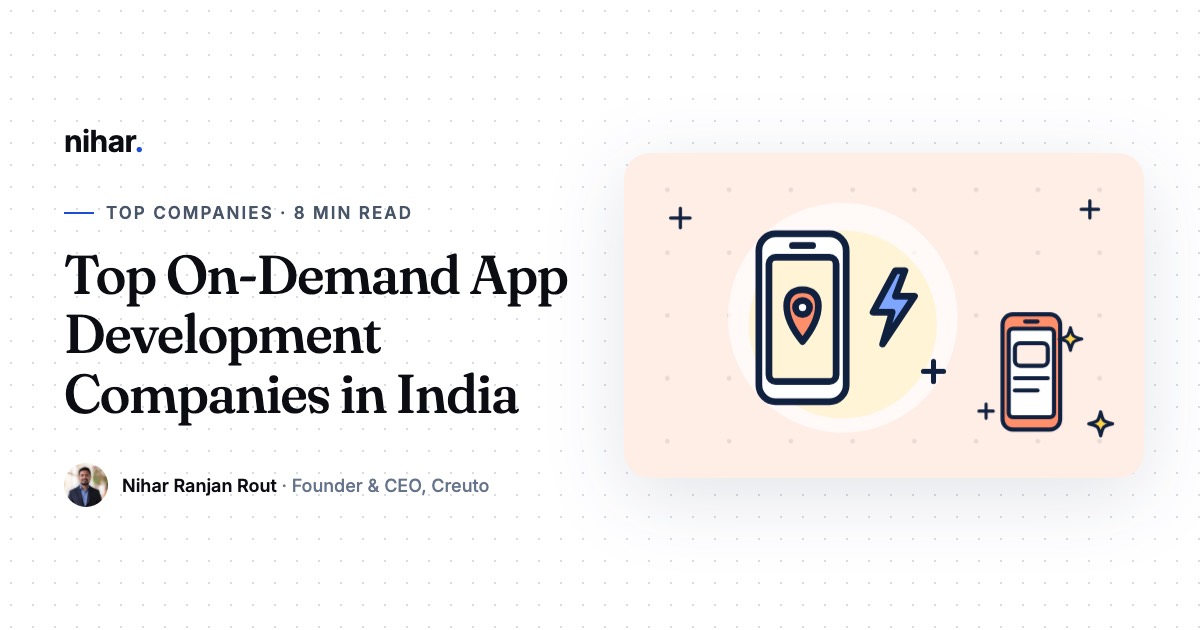 nihar.
TOP COMPANIES · 8 MIN READ
Top On-Demand App
Development
Companies in India
Nihar Ranjan Rout · Founder & CEO, Creuto